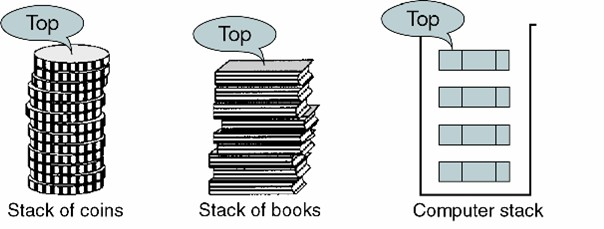 Top
Top
Top
Stack of coins
Stack of books
Computer stack